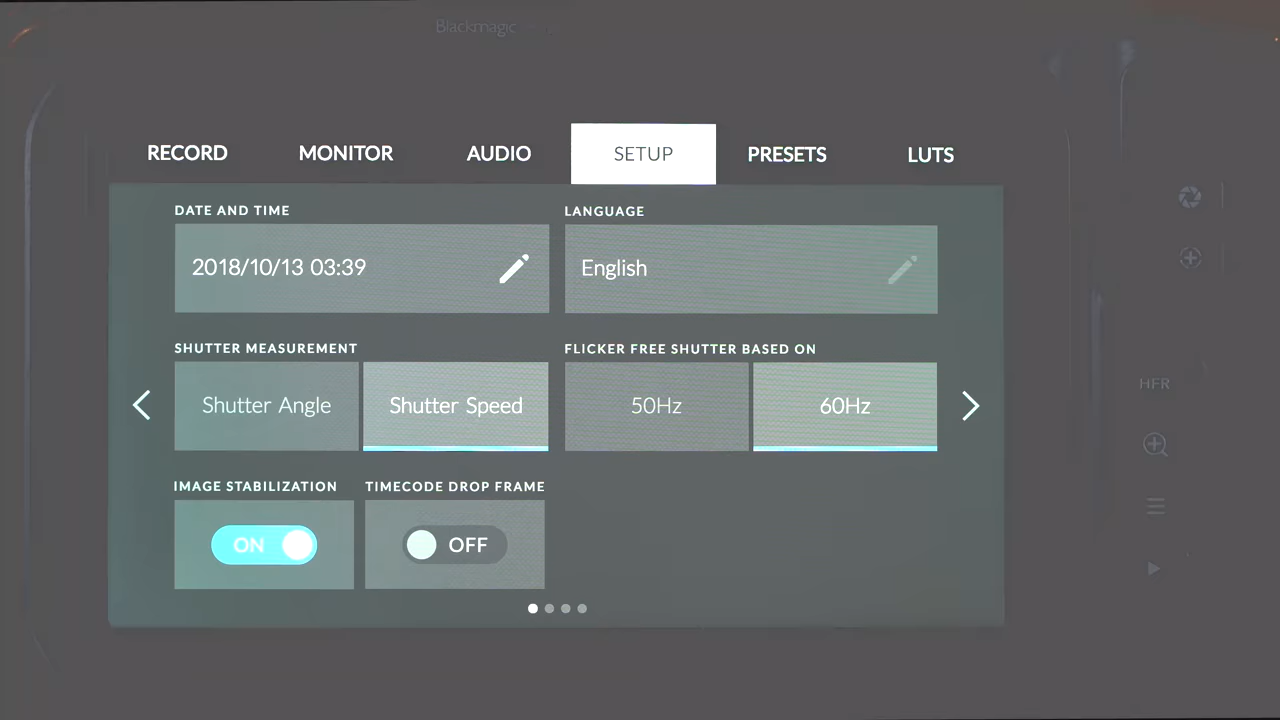 Blackmagic
RECORD MONITOR AUDIO SETUP PRESETS LUTS
DATE AND TIME LANGUAGE
2018/10/13 03:39 English
SHUTTER MEASUREMENT FLICKER FREE SHUTTER BASED ON
Shutter Angle Shutter Speed 50Hz 60Hz
HFR
IMAGE STABILIZATION TIMECODE DROP FRAME
ON OFF